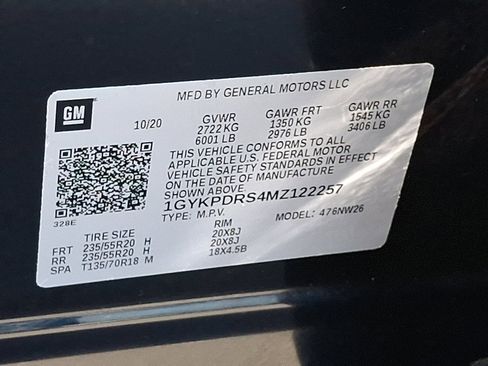 MFD BY GENERAL MOTORS LLC
GM
10/20 GVWR GAWR FRT GAWR RR
2722 KG 1350 KG 1545 KG
6001 LB 2976 LB 3406 LB
THIS VEHICLE CONFORMS TO ALL
APPLICABLE U.S. FEDERAL MOTOR
VEHICLE SAFETY STANDARDS IN EFFECT
ON THE DATE OF MANUFACTURE
SHOWN ABOVE.
1GYKPDRS4MZ122257
328E
TYPE: M.P.V. MODEL: 476NW26
TIRE SIZE RIM
FRT 235/55R20 H 20X8J
RR 235/55R20 H 20X8J
SPA T135/70R18 M 18X4.5B